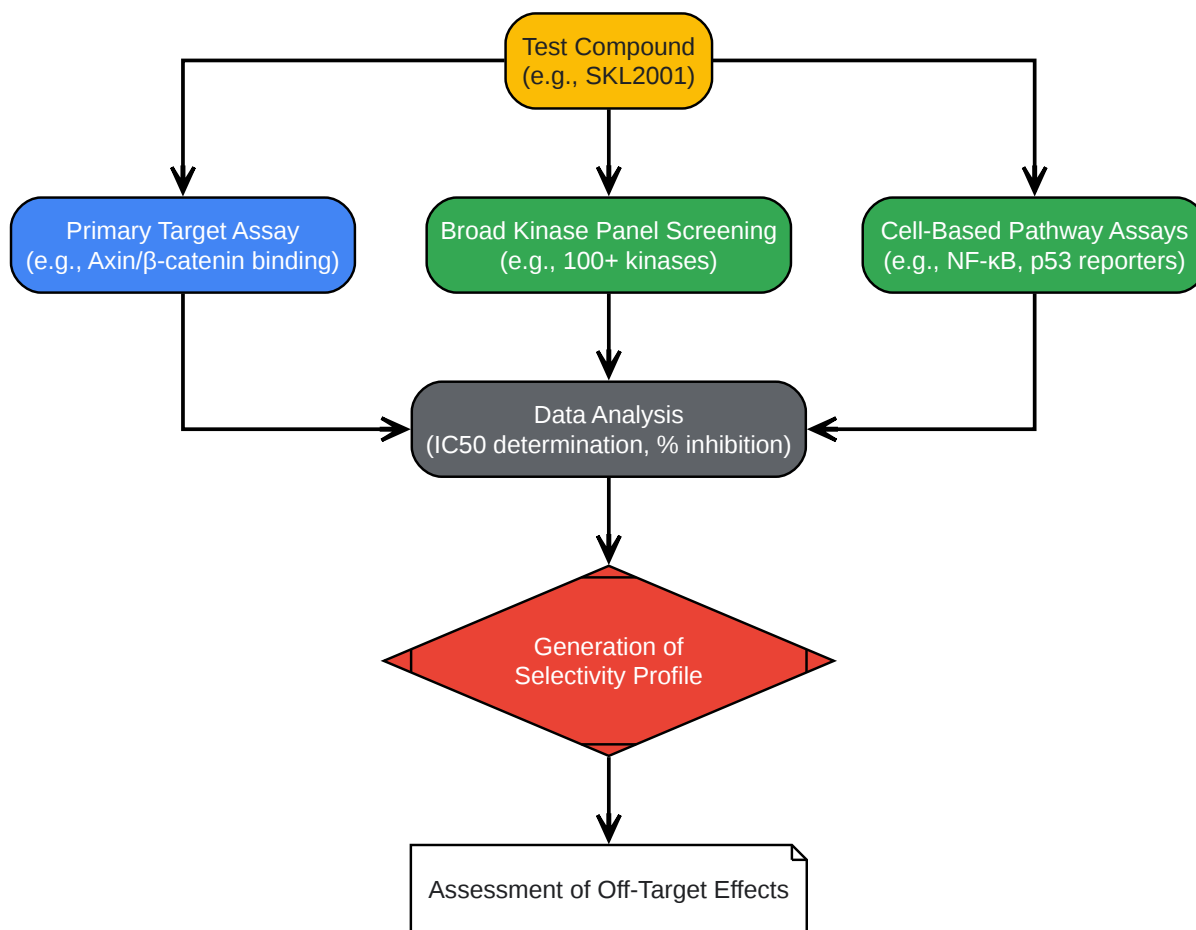 Test Compound
(e.g., SKL2001)
Primary Target Assay
(e.g., Axin/β-catenin binding)
Broad Kinase Panel Screening
(e.g., 100+ kinases)
Cell-Based Pathway Assays
(e.g., NF-κB, p53 reporters)
Data Analysis
(IC50 determination, % inhibition)
Generation of
Selectivity Profile
Assessment of Off-Target Effects